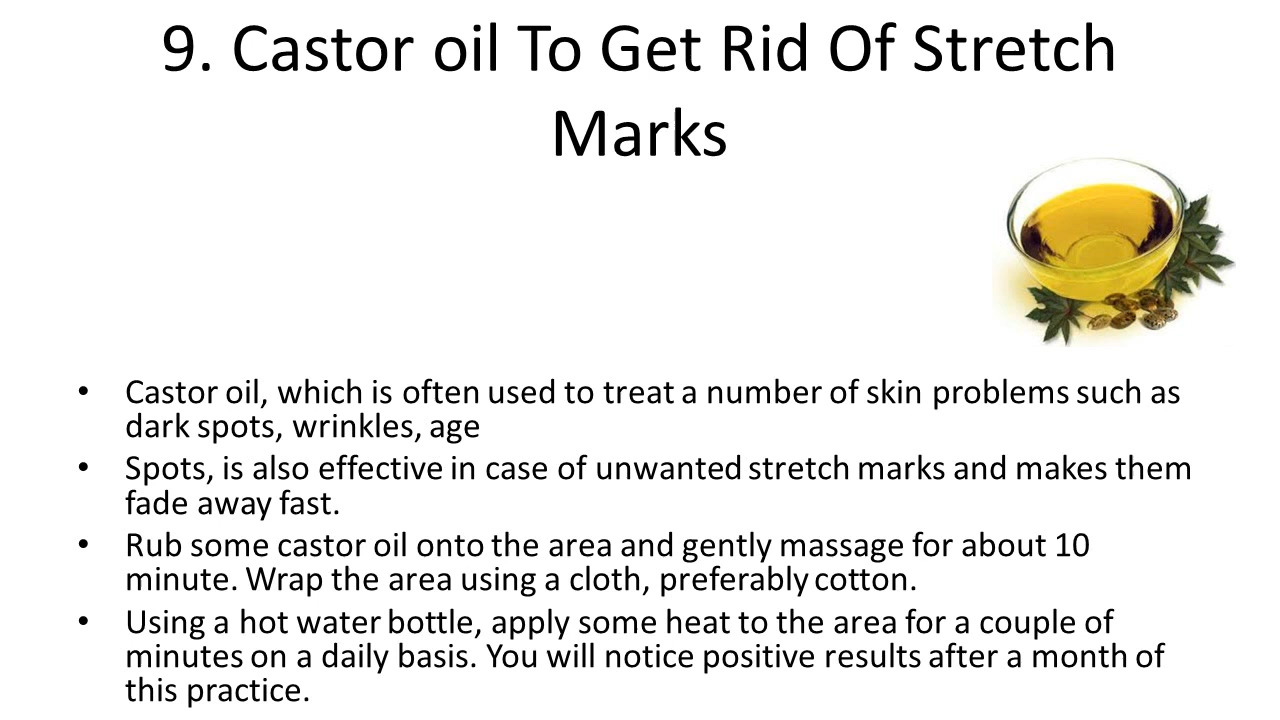 9. Castor oil To Get Rid Of Stretch
Marks
• Castor oil, which is often used to treat a number of skin problems such as
dark spots, wrinkles, age
• Spots, is also effective in case of unwanted stretch marks and makes them
fade away fast.
• Rub some castor oil onto the area and gently massage for about 10
minute. Wrap the area using a cloth, preferably cotton.
• Using a hot water bottle, apply some heat to the area for a couple of
minutes on a daily basis. You will notice positive results after a month of
this practice.